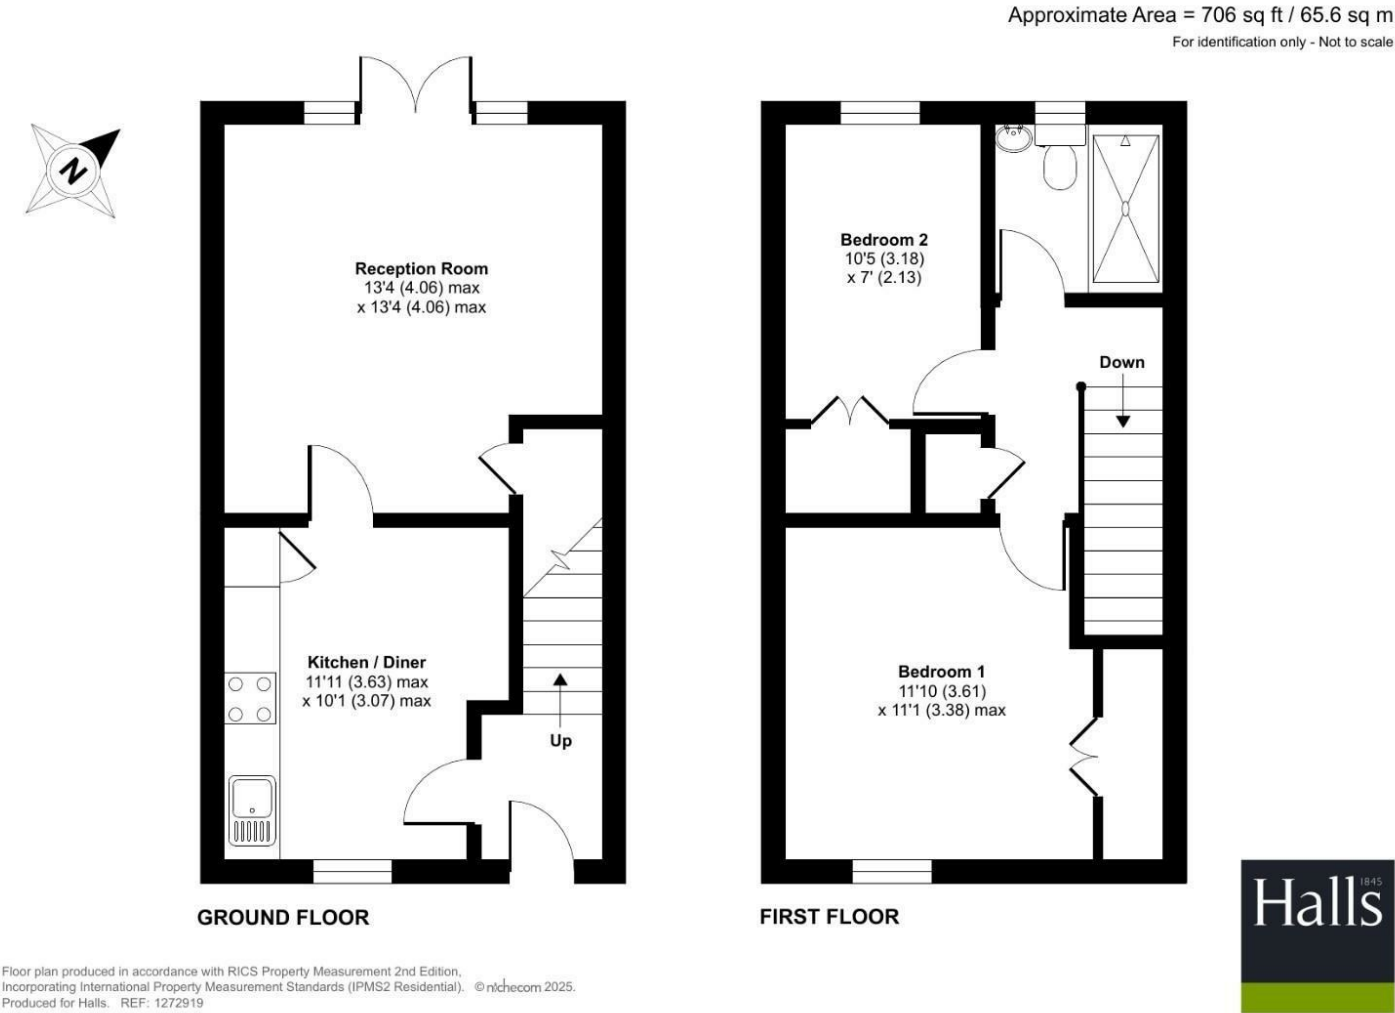 Approximate Area = 706 sq ft / 65.6 sq m
For identification only - Not to scale
N
Reception Room
13'4 (4.06) max
x 13'4 (4.06) max
Kitchen / Diner
11'11 (3.63) max
x 10'1 (3.07) max
Up
GROUND FLOOR
Bedroom 2
10'5 (3.18)
x 7' (2.13)
Down
Bedroom 1
11'10 (3.61)
x 11'1 (3.38) max
FIRST FLOOR
1845
Halls
Floor plan produced in accordance with RICS Property Measurement 2nd Edition,
Incorporating International Property Measurement Standards (IPMS2 Residential). © nichecom 2025.
Produced for Halls. REF: 1272919